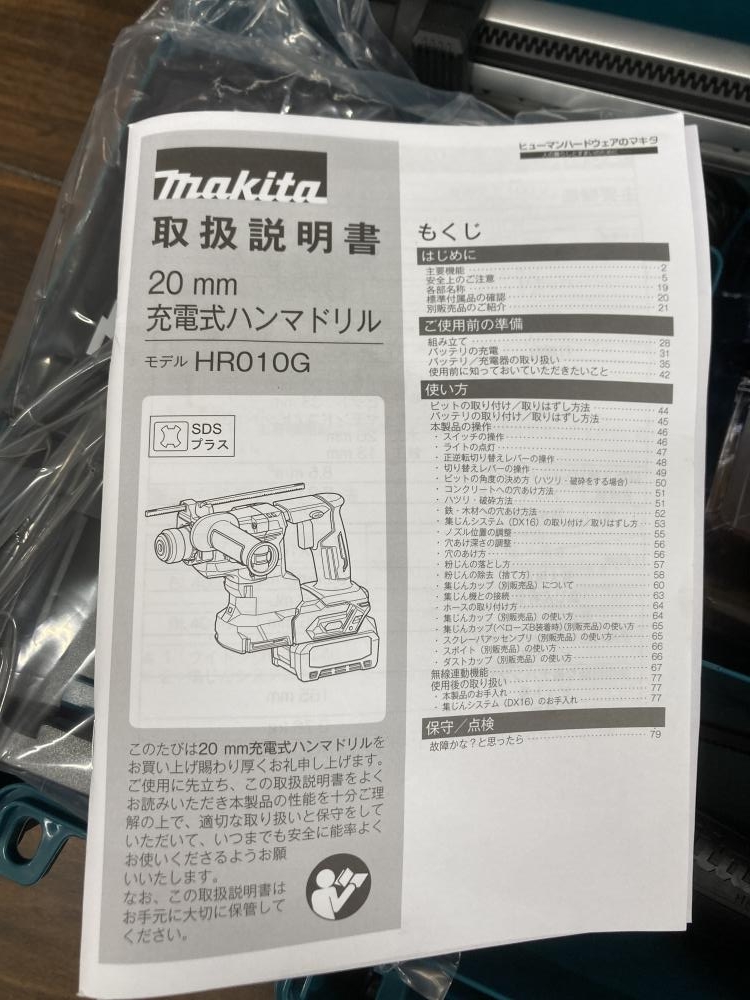 makita
取扱説明書
20 mm
充電式ハンマドリル
モデル HR010G
SDS
プラス
このたびは20 mm充電式ハンマドリルを
お買い上げ賜わり厚くお礼申し上げます。
ご使用に先立ち、この取扱説明書をよく
お読みいただき本製品の性能を十分ご理
解の上で、適切な取り扱いと保守をして
いただいて、いつまでも安全に能率よく
お使いくださるようお願
いいたします。
なお、この取扱説明書は
お手元に大切に保管して
ください。
ヒューマンハードウェアのマキタ
もくじ
はじめに
主要機能 2
安全上のご注意 5
各部名称 19
標準付属品の確認 20
別販売品のご紹介 21
ご使用前の準備
組み立て 28
バッテリの充電 31
バッテリ／充電器の取り扱い 35
使用前に知っておいていただきたいこと 42
使い方
ビットの取り付け／取りはずし方法 44
バッテリの取り付け／取りはずし方法 45
本製品の操作 46
・スイッチの操作 46
・ライトの点灯 47
・正逆転切り替えレバーの操作 48
・切り替えレバーの操作 49
・ビットの角度の決め方（ハツリ・破砕をする場合） 50
・コンクリートへの穴あけ方法 51
・ハツリ・破砕方法 51
・鉄・木材への穴あけ方法 52
・集じんシステム（DX16）の取り付け／取りはずし方 53
・ノズル位置の調整 55
・穴あけ深さの調整 56
・穴のあけ方 56
・粉じんの落とし方 57
・粉じんの除去（捨て方） 58
・集じんカップ（別販売品）について 60
・集じん機との接続 63
・ホースの取り付け方 64
・集じんカップ（別販売品）の使い方 64
・集じんカップ（ベローズB装着時）（別販売品）の使い方 65
・スクレーパアッセンブリ（別販売品）の使い方 65
・スポイト（別販売品）の使い方 66
・ダストカップ（別販売品）の使い方 66
無線連動機能 67
使用後の取り扱い 77
・本製品のお手入れ 77
・集じんシステム（DX16）のお手入れ 77
保守／点検
故障かな？と思ったら 79